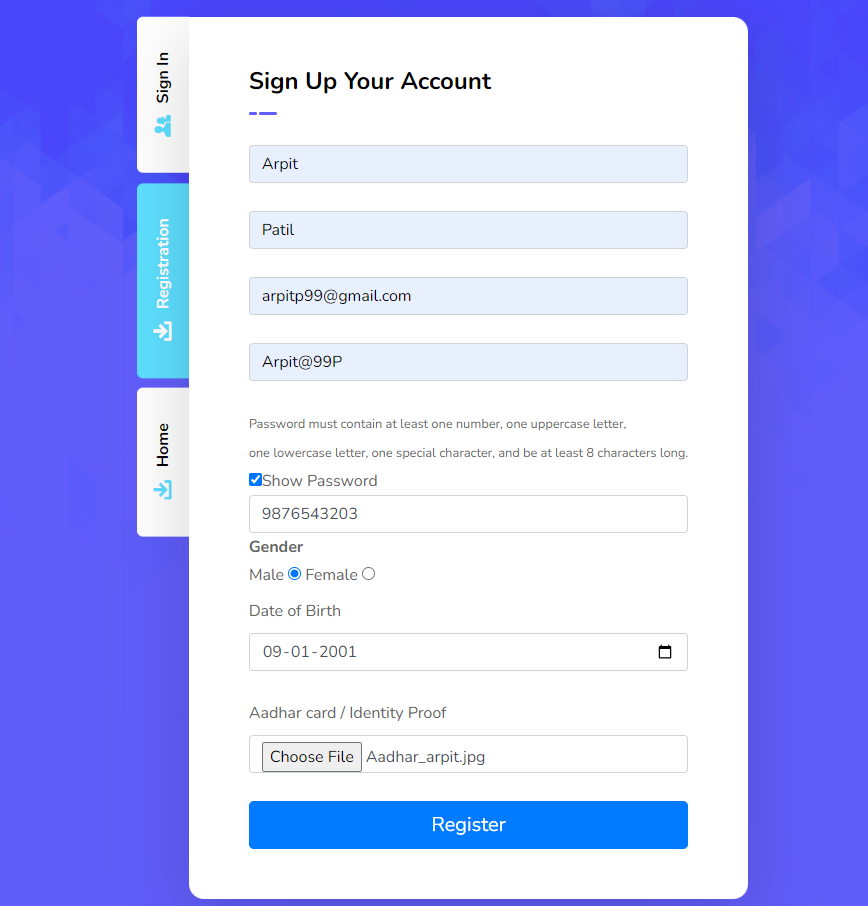 Sign In
Registration
Home
Sign Up Your Account
Arpit
Patil
arpitp99@gmail.com
Arpit@99P
Password must contain at least one number, one uppercase letter,
one lowercase letter, one special character, and be at least 8 characters long.
Show Password
9876543203
Gender
Male Female
Date of Birth
09-01-2001
Aadhar card / Identity Proof
Choose File Aadhar_arpit.jpg
Register